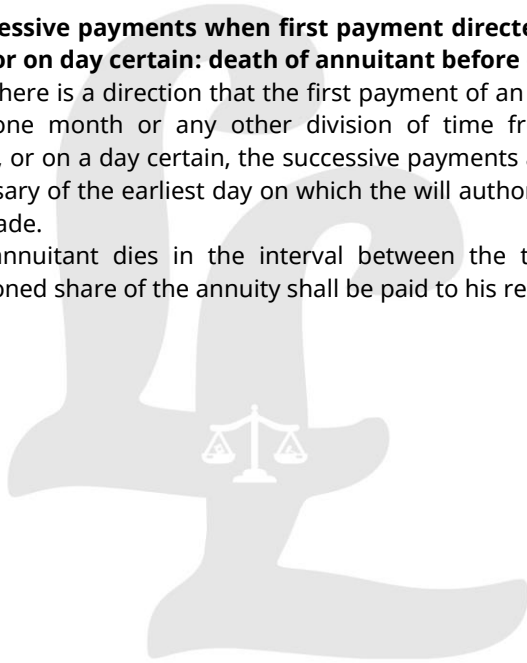 essive payments when first payment directe
or on day certain: death of annuitant before
here is a direction that the first payment of an
one month or any other division of time fr
, or on a day certain, the successive payments a
sary of the earliest day on which the will author
ade.
annuitant dies in the interval between the t
oned share of the annuity shall be paid to his re